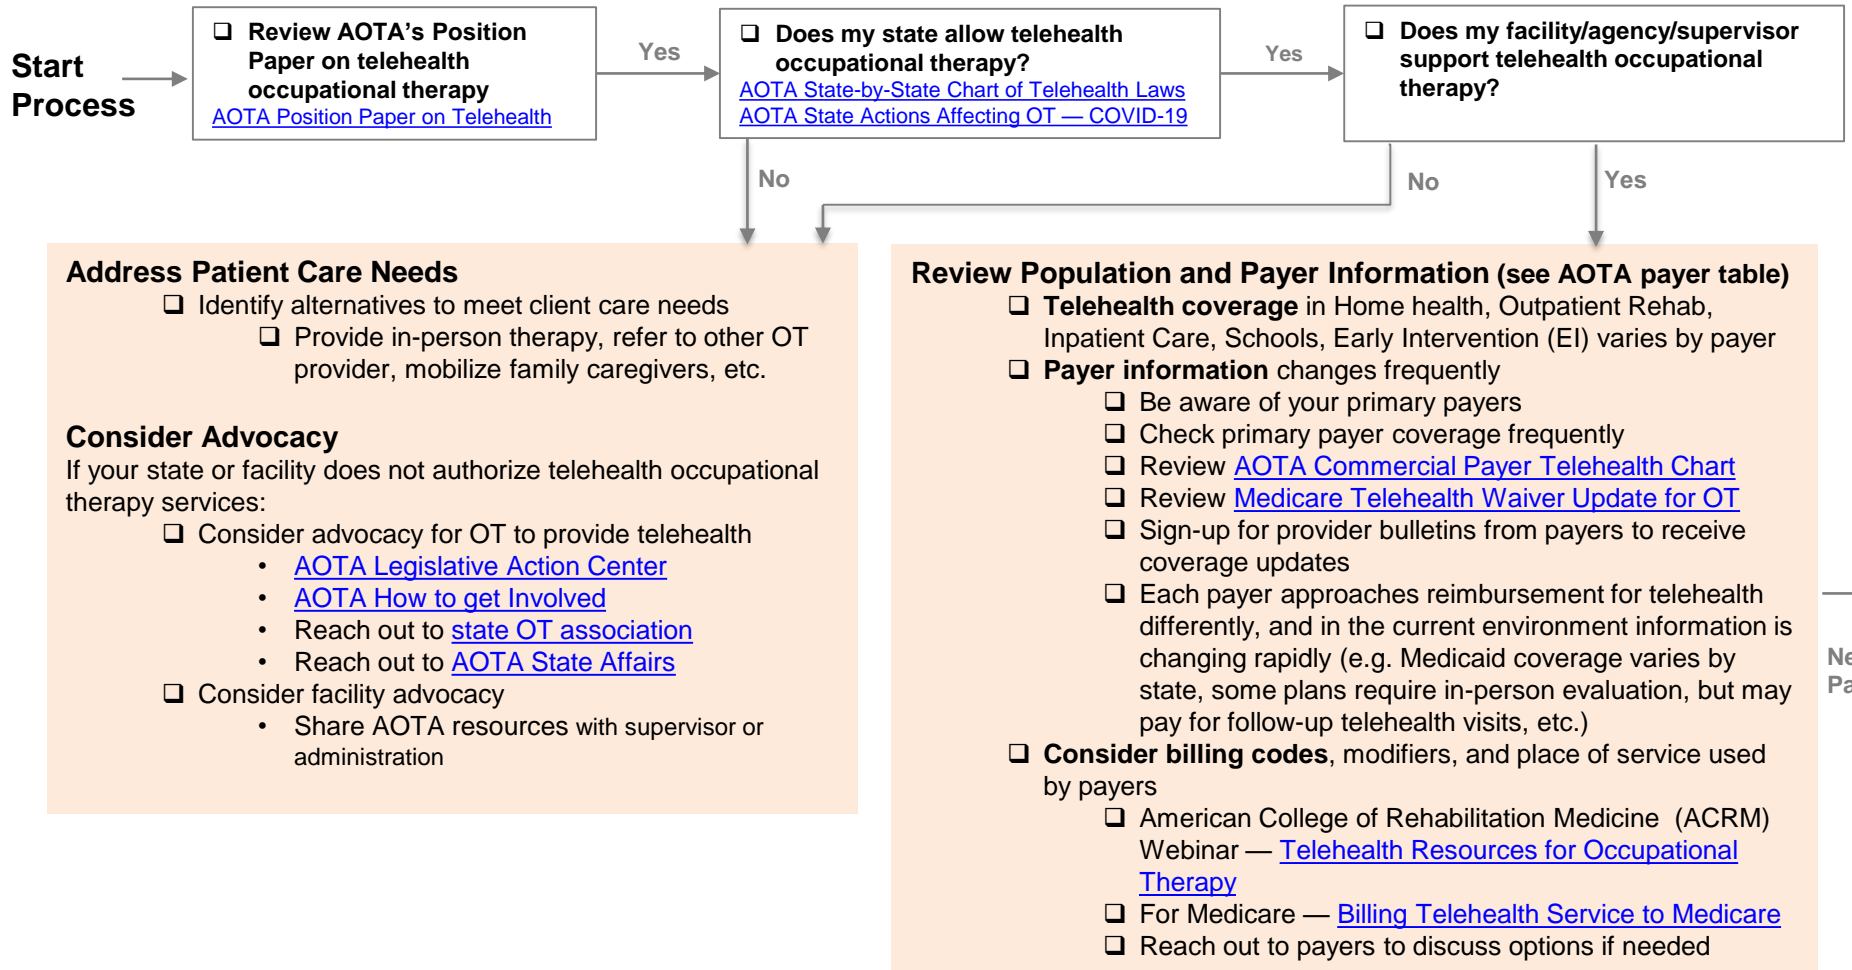 Start
Process
❑ Review AOTA's Position
Paper on telehealth
occupational therapy
AOTA Position Paper on Telehealth
Yes
❑ Does my state allow telehealth
occupational therapy?
AOTA State-by-State Chart of Telehealth Laws
AOTA State Actions Affecting OT — COVID-19
Yes
❑ Does my facility/agency/supervisor
support telehealth occupational
therapy?
No
No
Yes
Address Patient Care Needs
❑ Identify alternatives to meet client care needs
❑ Provide in-person therapy, refer to other OT
provider, mobilize family caregivers, etc.
Consider Advocacy
If your state or facility does not authorize telehealth occupational
therapy services:
❑ Consider advocacy for OT to provide telehealth
• AOTA Legislative Action Center
• AOTA How to get Involved
• Reach out to state OT association
• Reach out to AOTA State Affairs
❑ Consider facility advocacy
• Share AOTA resources with supervisor or
administration
Review Population and Payer Information (see AOTA payer table)
❑ Telehealth coverage in Home health, Outpatient Rehab,
Inpatient Care, Schools, Early Intervention (EI) varies by payer
❑ Payer information changes frequently
❑ Be aware of your primary payers
❑ Check primary payer coverage frequently
❑ Review AOTA Commercial Payer Telehealth Chart
❑ Review Medicare Telehealth Waiver Update for OT
❑ Sign-up for provider bulletins from payers to receive
coverage updates
❑ Each payer approaches reimbursement for telehealth
differently, and in the current environment information is
changing rapidly (e.g. Medicaid coverage varies by
state, some plans require in-person evaluation, but may
pay for follow-up telehealth visits, etc.)
❑ Consider billing codes, modifiers, and place of service used
by payers
❑ American College of Rehabilitation Medicine (ACRM)
Webinar — Telehealth Resources for Occupational
Therapy
❑ For Medicare — Billing Telehealth Service to Medicare
❑ Reach out to payers to discuss options if needed